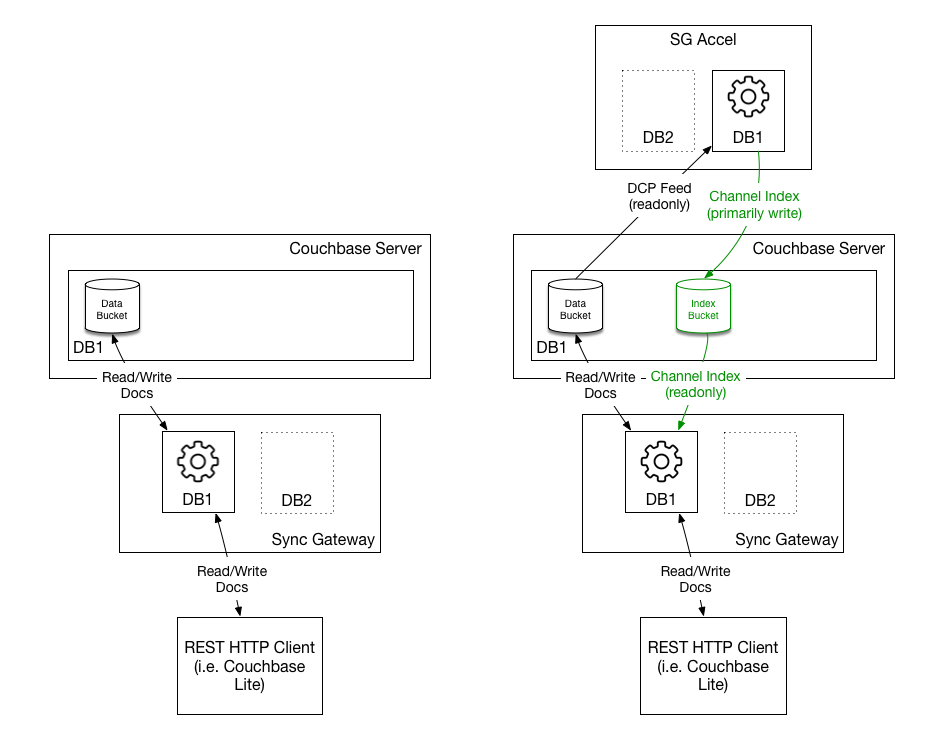 Couchbase Server
Data
Bucket
DB1
Read/Write
Docs
DB1
DB2
Sync Gateway
Read/Write
Docs
REST HTTP Client
(i.e. Couchbase
Lite)
SG Accel
DB2
DB1
DCP Feed
(readonly)
Channel Index
(primarily write)
Couchbase Server
Data
Bucket
Index
Bucket
DB1
Read/Write
Docs
Channel Index
(readonly)
DB1
DB2
Sync Gateway
Read/Write
Docs
REST HTTP Client
(i.e. Couchbase
Lite)